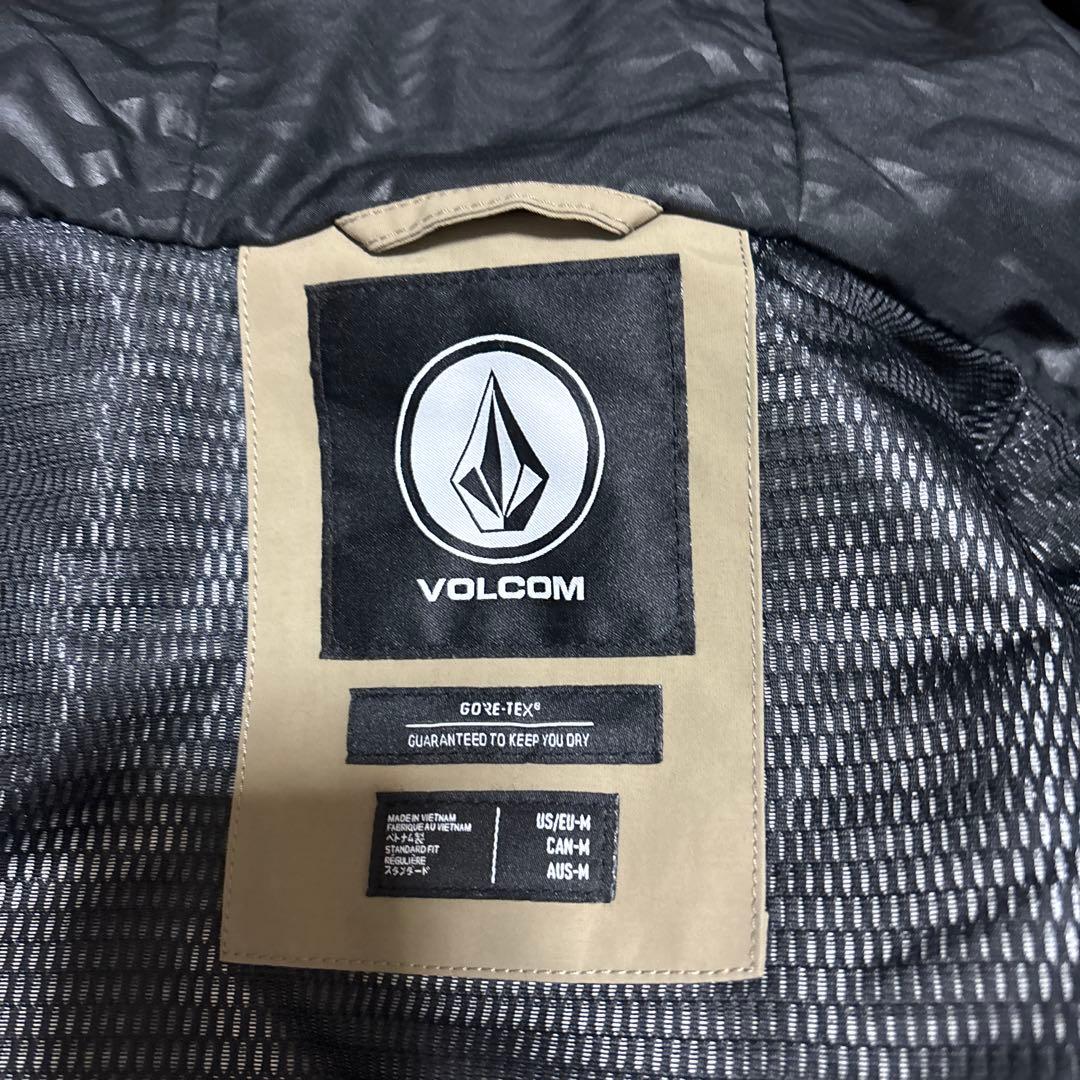 VOLCOM
GORE-TEX®
GUARANTEED TO KEEP YOU DRY
MADE IN VIETNAM
FABRIQUE AU VIETNAM
ベトナム製
STANDARD FIT
RÉGULIÈRE
スタンダード
US/EU-M
CAN-M
AUS-M